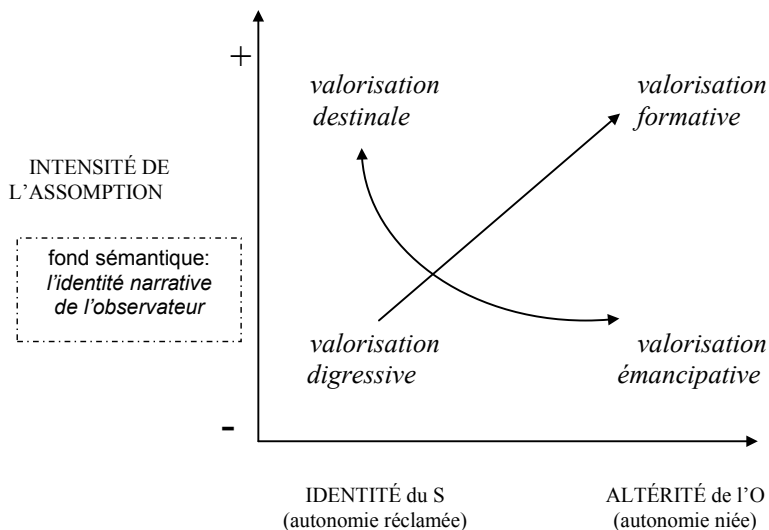 +
valorisation
destinale
valorisation
formative
INTENSITÉ DE
L'ASSOMPTION
fond sémantique:
l'identité narrative
de l'observateur
valorisation
digressive
valorisation
émancipative
-
IDENTITÉ du S
(autonomie réclamée)
ALTÉRITÉ de l'O
(autonomie niée)